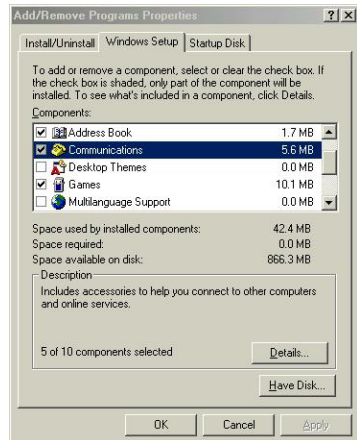 Add/Remove Programs Properties
Install/Uninstall Windows Setup Startup Disk
To add or remove a component, select or clear the check box. If
the check box is shaded, only part of the component will be
installed. To see what's included in a component, click Details.
Components:
Address Book 1.7 MB
Communications 5.6 MB
Desktop Themes 0.0 MB
Games 10.1 MB
Multilanguage Support 0.0 MB
Space used by installed components: 42.4 MB
Space required: 0.0 MB
Space available on disk: 866.3 MB
Description
Includes accessories to help you connect to other computers
and online services.
5 of 10 components selected Details...
Have Disk...
OK Cancel Apply